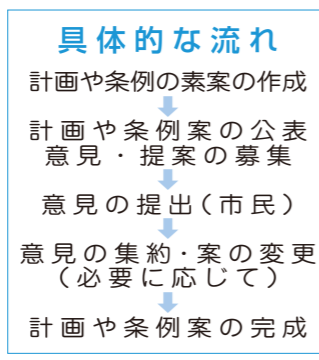 具体的な流れ
計画や条例の素案の作成
計画や条例案の公表
意見・提案の募集
意見の提出(市民)
意見の集約・案の変更
(必要に応じて)
計画や条例案の完成